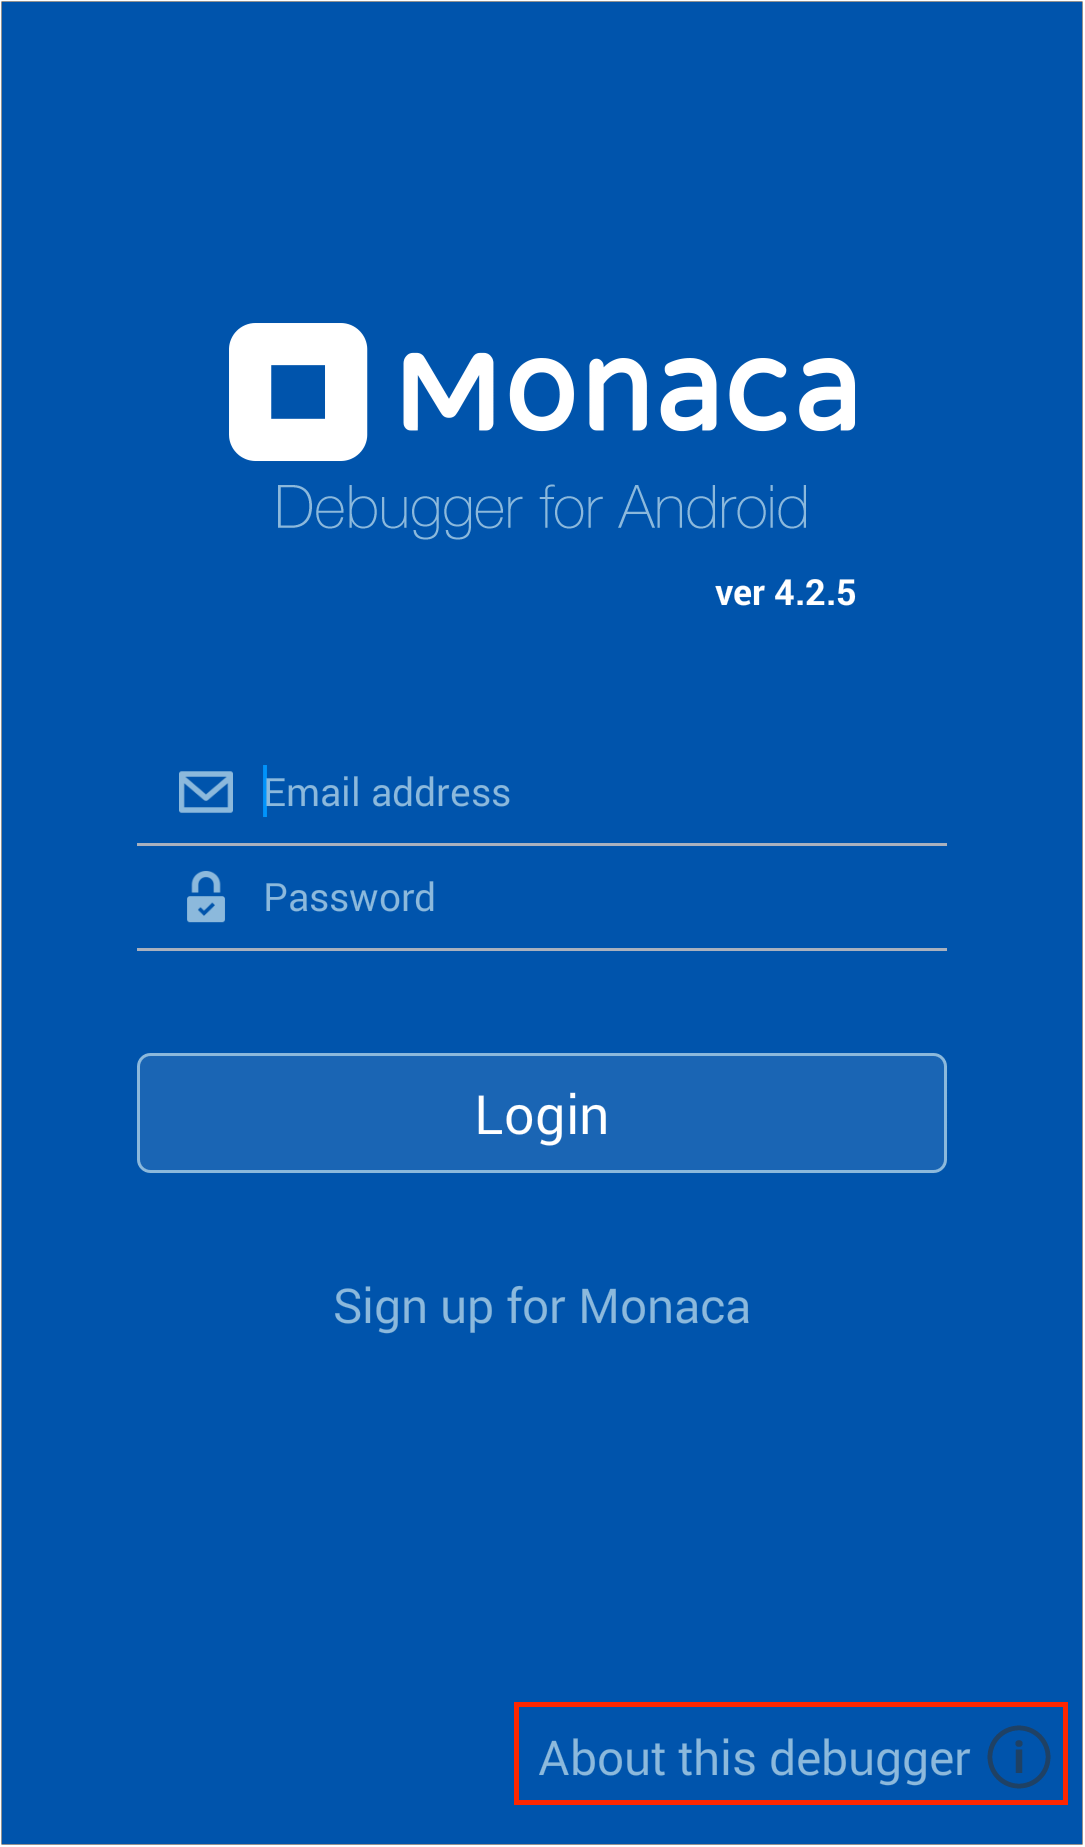 Monaca
Debugger for Android
ver 4.2.5
Email address
Password
Login
Sign up for Monaca
About this debugger